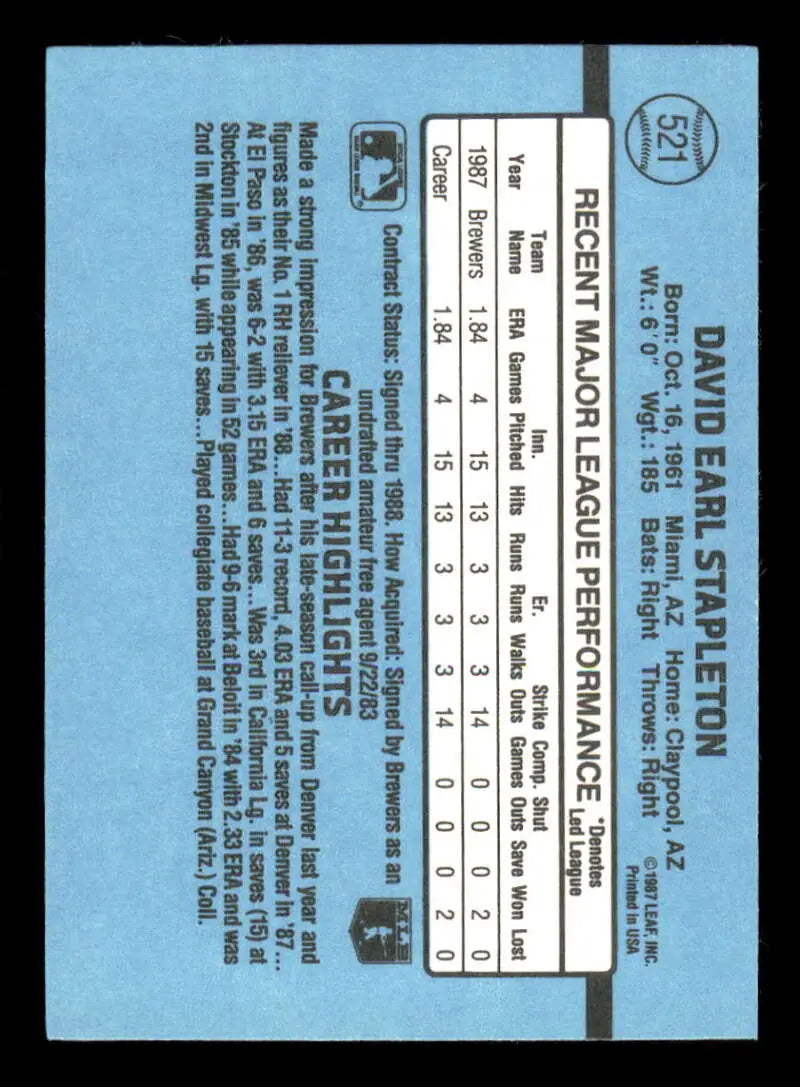 521
DAVID EARL STAPLETON
Born: Oct. 16, 1961 Miami, AZ Home: Claypool, AZ
Wt.: 6' 0" Wgt.: 185 Bats: Right Throws: Right
©1987 LEAF, INC.
Printed in USA
RECENT MAJOR LEAGUE PERFORMANCE *Denotes
Led League
Team Inn. Er. Strike Comp. Shut
Year Name ERA Games Pitched Hits Runs Runs Walks Outs Games Outs Save Won Lost
1987 Brewers 1.84 4 15 13 3 3 3 14 0 0 0 2 0
Career 1.84 4 15 13 3 3 3 14 0 0 0 2 0
Contract Status: Signed thru 1988. How Acquired: Signed by Brewers as an
undrafted amateur free agent 9/22/83
MLB
CAREER HIGHLIGHTS
Made a strong impression for Brewers after his late-season call-up from Denver last year and
figures as their No. 1 RH reliever in '88...Had 11-3 record, 4.03 ERA and 5 saves at Denver in '87...
At El Paso in '86, was 6-2 with 3.15 ERA and 6 saves...Was 3rd in California Lg. in saves (15) at
Stockton in '85 while appearing in 52 games...Had 9-6 mark at Beloit in '84 with 2.33 ERA and was
2nd in Midwest Lg. with 15 saves...Played collegiate baseball at Grand Canyon (Ariz.) Coll.